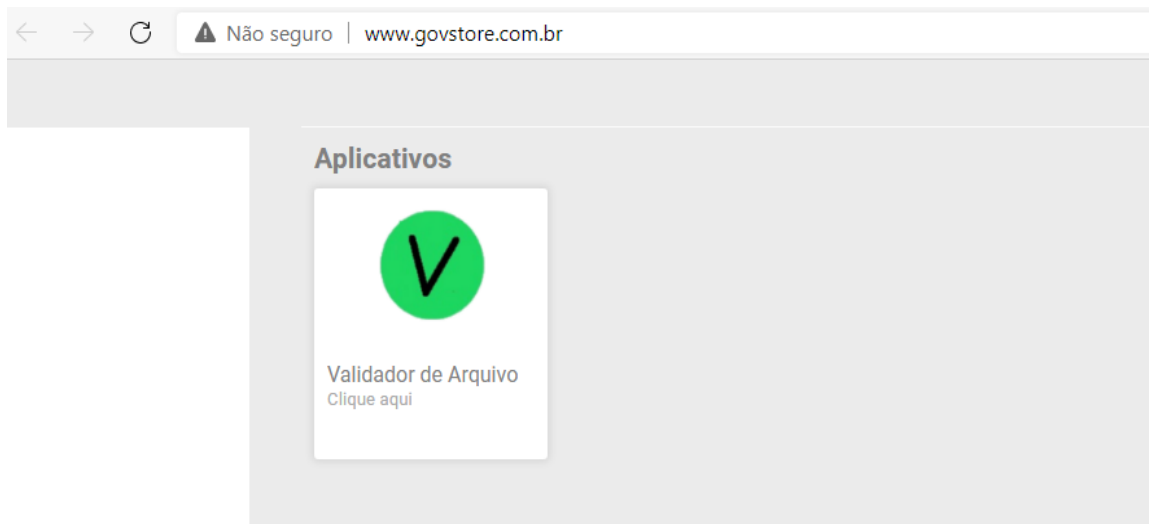 Não seguro | www.govstore.com.br
Aplicativos
V
Validador de Arquivo
Clique aqui